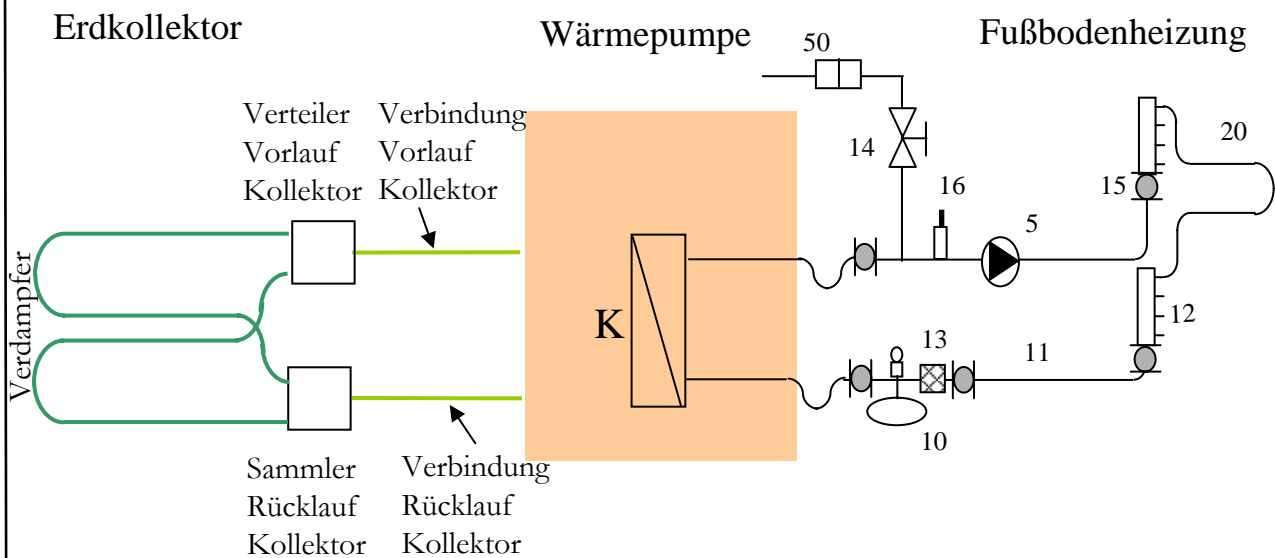 Erdkollektor
Wärmepumpe
Fußbodenheizung
50
Verteiler
Vorlauf
Kollektor
Verbindung
Vorlauf
Kollektor
14
16
5
15
20
Verdampfer
K
12
13
11
10
Sammler
Rücklauf
Kollektor
Verbindung
Rücklauf
Kollektor